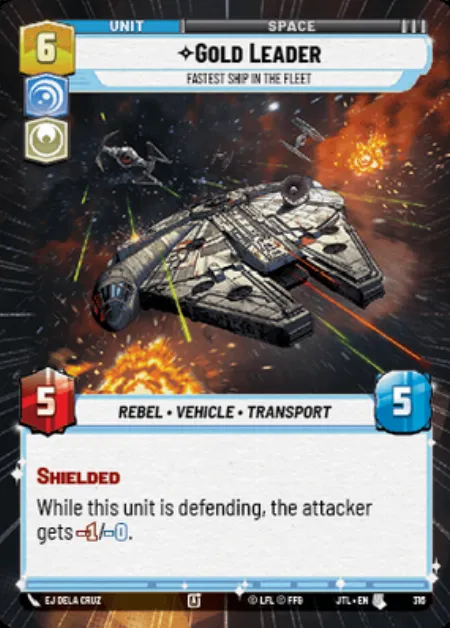 UNIT
SPACE
6
GOLD LEADER
FASTEST SHIP IN THE FLEET
5
REBEL • VEHICLE • TRANSPORT
5
SHIELDED
While this unit is defending, the attacker
gets -1/-0.
EJ DELA CRUZ
© LFL © FFG
JTL • EN
316